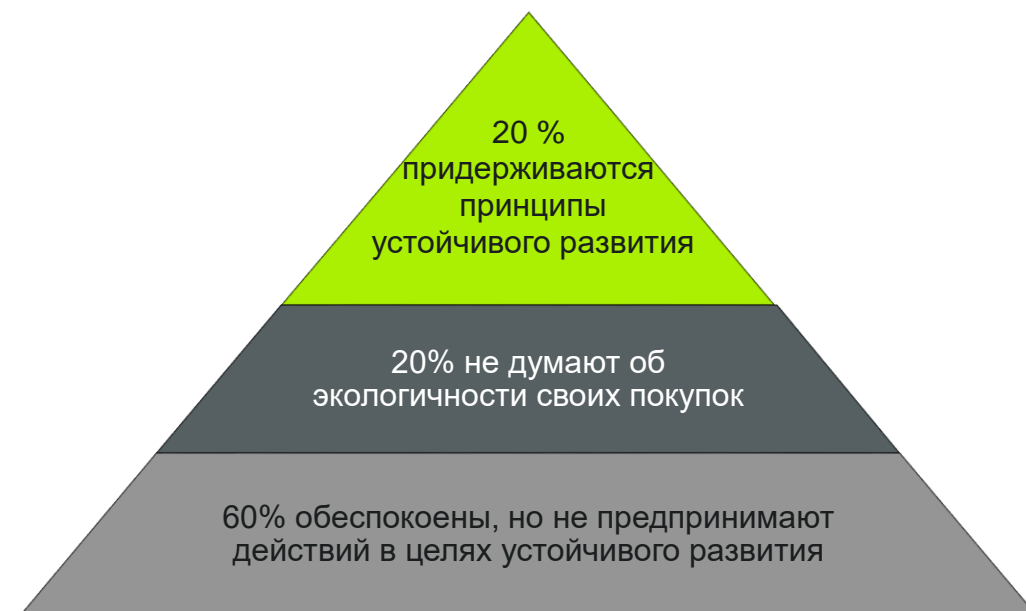 20 %
придерживаются
принципы
устойчивого развития
20% не думают об
экологичности своих покупок
60% обеспокоены, но не предпринимают
действий в целях устойчивого развития